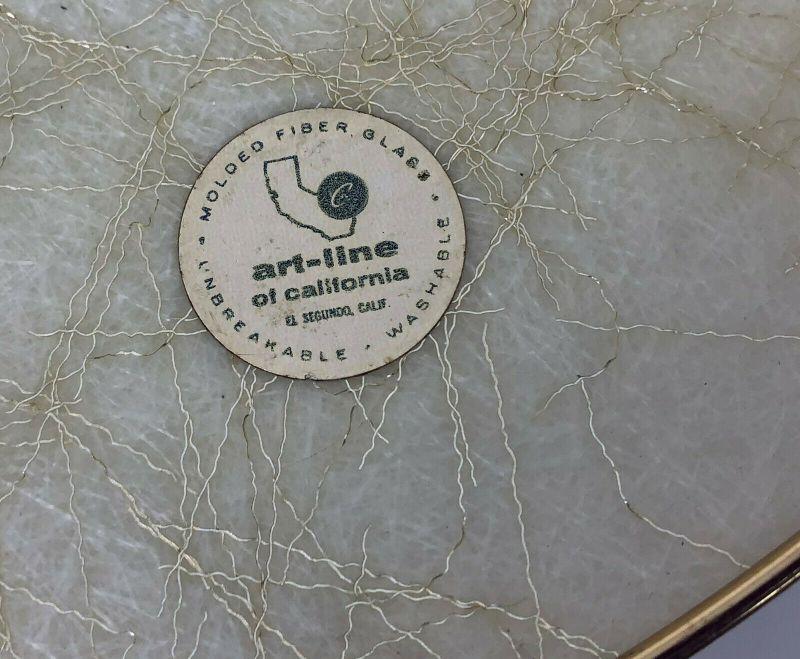 MOLDED FIBER GLASS
C
art-line
of california
EL SEGUNDO, CALIF.
UNBREAKABLE • WASHABLE